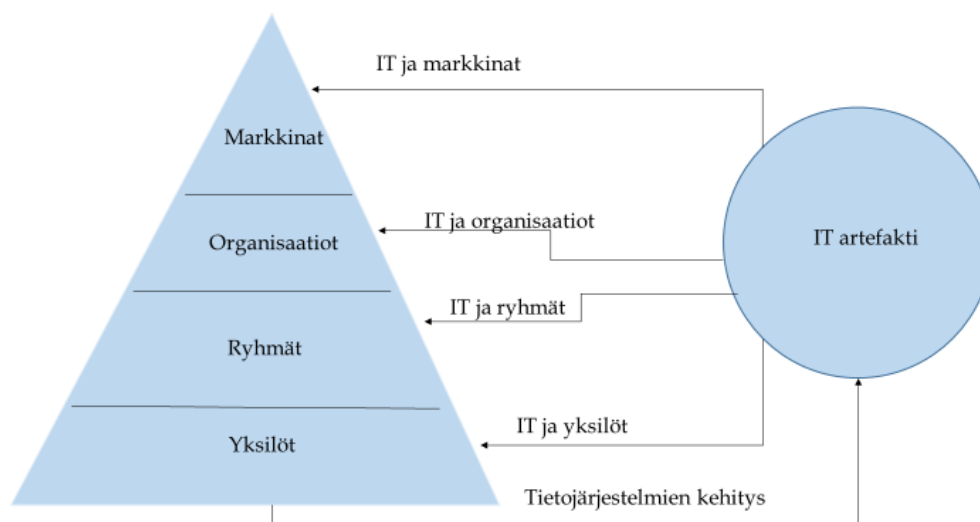 IT ja markkinat
Markkinat
IT ja organisaatiot
Organisaatiot
IT artefakti
IT ja ryhmät
Ryhmät
IT ja yksilöt
Yksilöt
Tietojärjestelmien kehitys